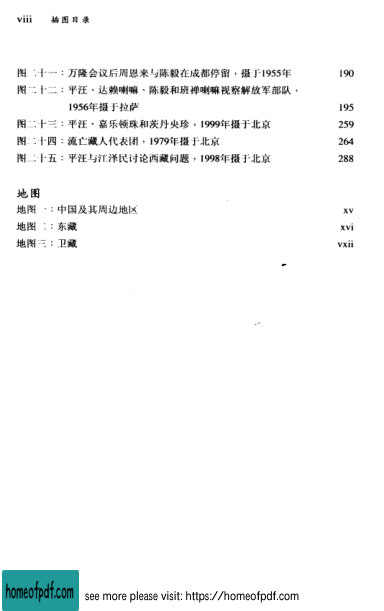 viii 插图目录
图二十一：万隆会议后周恩来与陈毅在成都停留，摄于1955年 190
图二十二：平汪、达赖喇嘛、陈毅和班禅喇嘛视察解放军部队，
1956年摄于拉萨 195
图二十三：平汪、嘉乐顿珠和茨丹央珍，1999年摄于北京 259
图二十四：流亡藏人代表团，1979年摄于北京 264
图二十五：平汪与江泽民讨论西藏问题，1998年摄于北京 288
地图
地图一：中国及其周边地区 xv
地图二：东藏 xvi
地图三：卫藏 vxii
homeofpdf.com see more please visit: https://homeofpdf.com